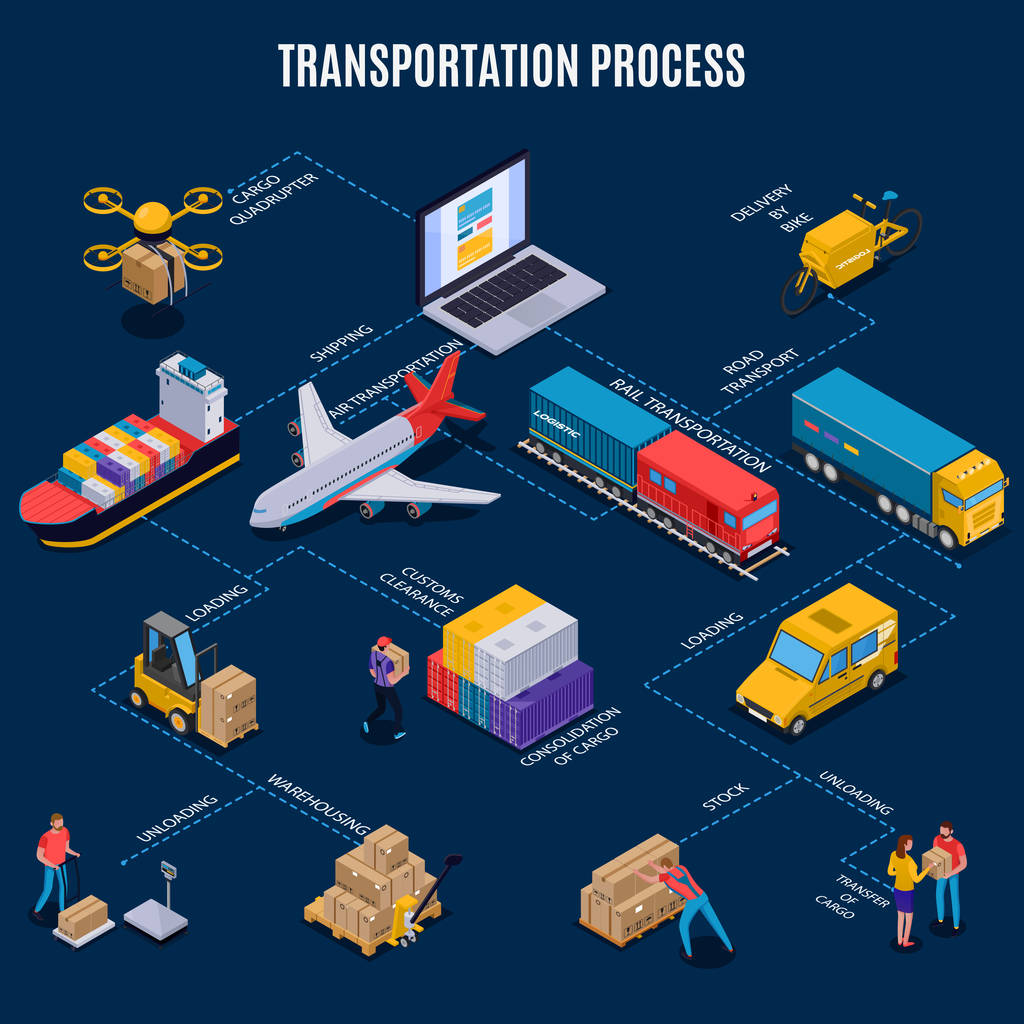 TRANSPORTATION PROCESS
CARGO
QUADRUPTER
DELIVERY
BY
BIKE
LOGISTIC
SHIPPING
AIR TRANSPORTATION
ROAD
TRANSPORT
RAIL TRANSPORTATION
LOGISTIC
LOADING
CUSTOMS
CLEARANCE
LOADING
CONSOLIDATION
OF CARGO
UNLOADING
WAREHOUSING
STOCK
UNLOADING
TRANSFER
OF
CARGO